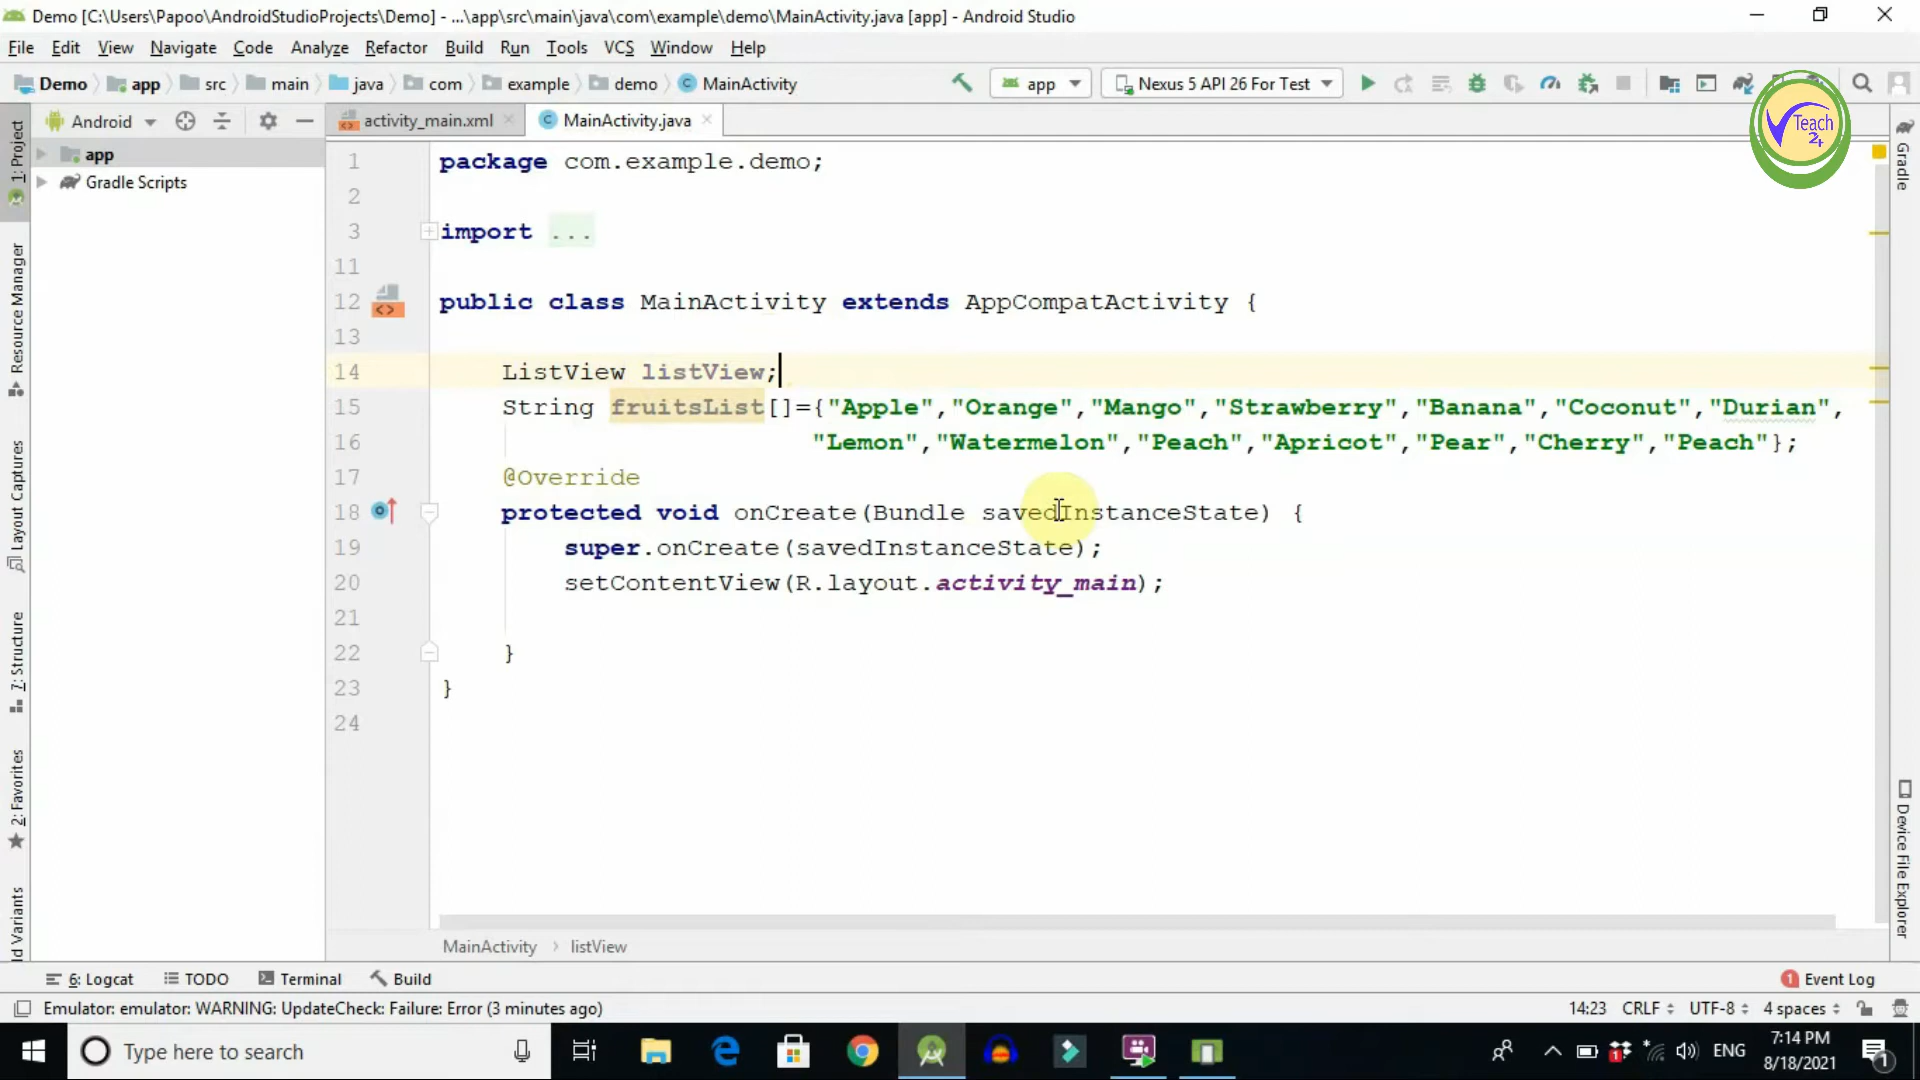 Demo [C:\Users\Papoo\AndroidStudioProjects\Demo] - ...\app\src\main\java\com\example\demo\MainActivity.java [app] - Android Studio
File Edit View Navigate Code Analyze Refactor Build Run Tools VCS Window Help
Demo app src main java com example demo MainActivity
app
Nexus 5 API 26 For Test
Teach
24
Android
activity_main.xml
MainActivity.java
app
Gradle Scripts
1: Project
Resource Manager
Layout Captures
7: Structure
2: Favorites
ld Variants
Gradle
Device File Explorer
1 package com.example.demo;
2
3 import ...
11
12 public class MainActivity extends AppCompatActivity {
13
14 ListView listView;
15 String fruitsList[]={"Apple","Orange","Mango","Strawberry","Banana","Coconut","Durian",
16 "Lemon","Watermelon","Peach","Apricot","Pear","Cherry","Peach"};
17 @Override
18 protected void onCreate(Bundle savedInstanceState) {
19 super.onCreate(savedInstanceState);
20 setContentView(R.layout.activity_main);
21
22 }
23 }
24
MainActivity › listView
6: Logcat TODO Terminal Build
1 Event Log
Emulator: emulator: WARNING: UpdateCheck: Failure: Error (3 minutes ago)
14:23 CRLF UTF-8 4 spaces
Type here to search
ENG
7:14 PM
8/18/2021
1